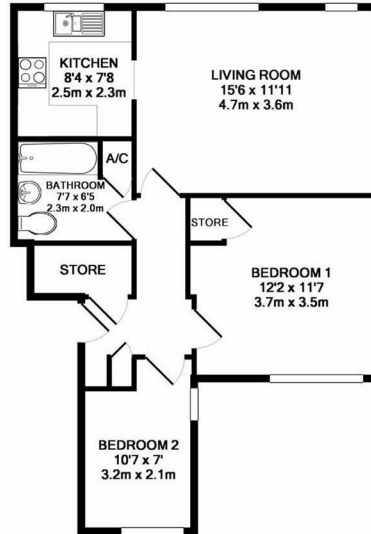 KITCHEN
8'4 x 7'8
2.5m x 2.3m
LIVING ROOM
15'6 x 11'11
4.7m x 3.6m
A/C
BATHROOM
7'7 x 6'5
2.3m x 2.0m
STORE
STORE
BEDROOM 1
12'2 x 11'7
3.7m x 3.5m
BEDROOM 2
10'7 x 7'
3.2m x 2.1m